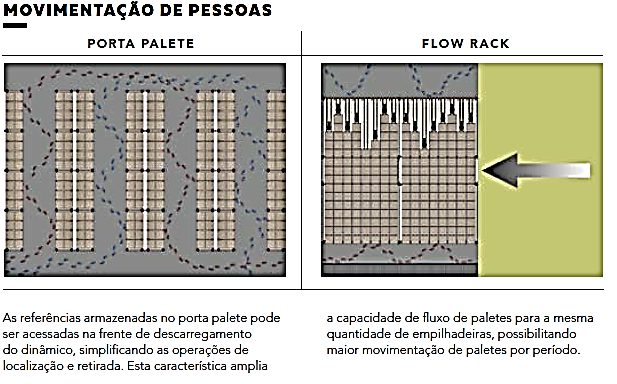 MOVIMENTAÇÃO DE PESSOAS
PORTA PALETE
FLOW RACK
As referências armazenadas no porta palete pode
ser acessadas na frente de descarregamento
do dinâmico, simplificando as operações de
localização e retirada. Esta característica amplia
a capacidade de fluxo de paletes para a mesma
quantidade de empilhadeiras, possibilitando
maior movimentação de paletes por período.